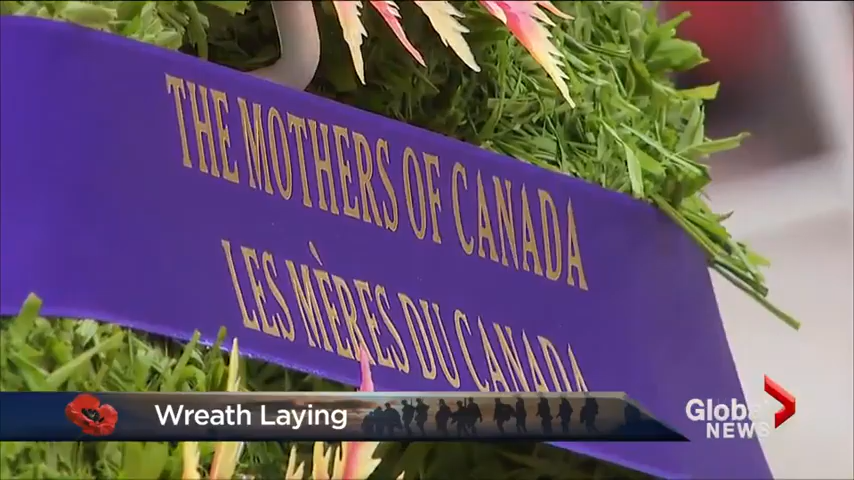 THE MOTHERS OF CANADA
LES MÈRES DU CANADA
Wreath Laying
Global
NEWS